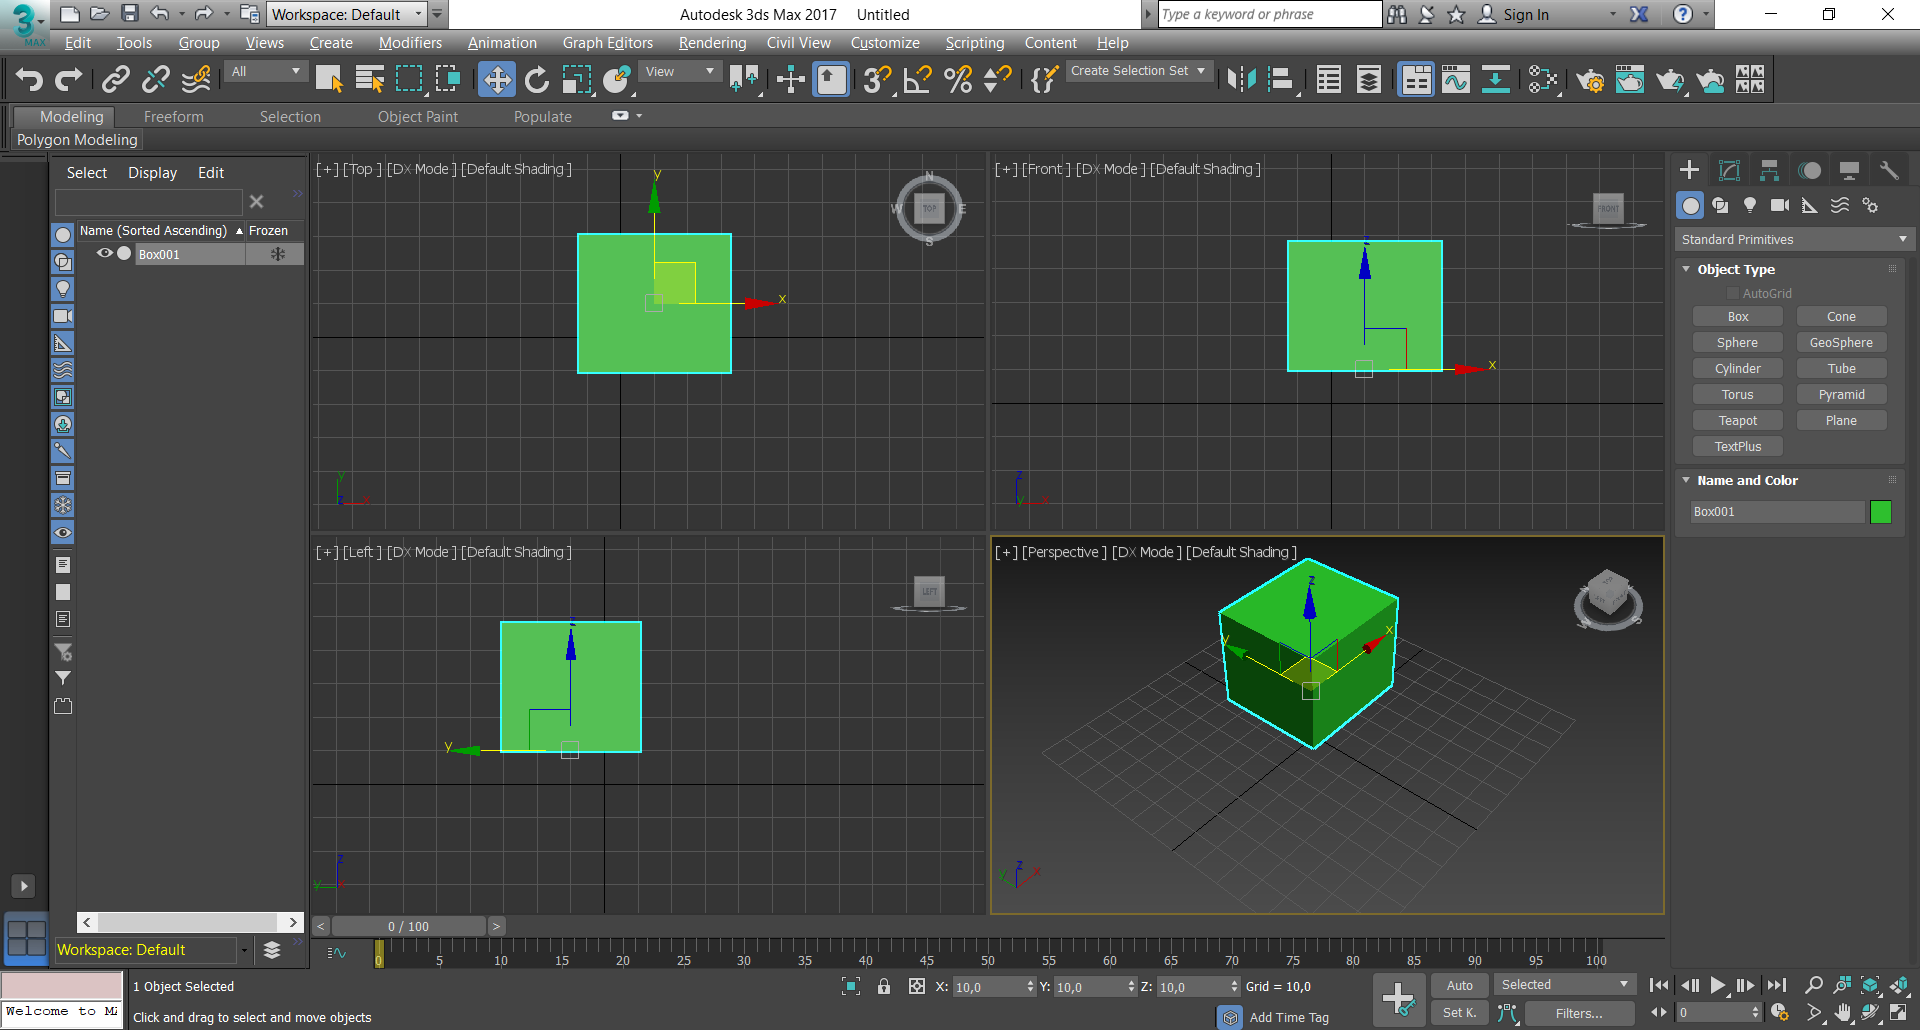 Workspace: Default
Autodesk 3ds Max 2017 Untitled
Type a keyword or phrase
Sign In
3
MAX
Edit Tools Group Views Create Modifiers Animation Graph Editors Rendering Civil View Customize Scripting Content Help
All
View
Create Selection Set
Modeling Freeform Selection Object Paint Populate
Polygon Modeling
Select Display Edit
Name (Sorted Ascending) Frozen
Box001
Workspace: Default
[+] [Top ] [DX Mode ] [Default Shading ]
y
x
N
W TOP E
S
y
z x
[+] [Front ] [DX Mode ] [Default Shading ]
FRONT
z
x
z
y x
[+] [Left ] [DX Mode ] [Default Shading ]
LEFT
z
y
z
y x
[+] [Perspective ] [DX Mode ] [Default Shading ]
z
x
y
W S
z
y x
Standard Primitives
Object Type
AutoGrid
Box Cone
Sphere GeoSphere
Cylinder Tube
Torus Pyramid
Teapot Plane
TextPlus
Name and Color
Box001
< 0 / 100 >
0 5 10 15 20 25 30 35 40 45 50 55 60 65 70 75 80 85 90 95 100
1 Object Selected
X: 10,0 Y: 10,0 Z: 10,0 Grid = 10,0
Auto Selected
Welcome to MA
Click and drag to select and move objects
Add Time Tag
Set K. Filters...
0